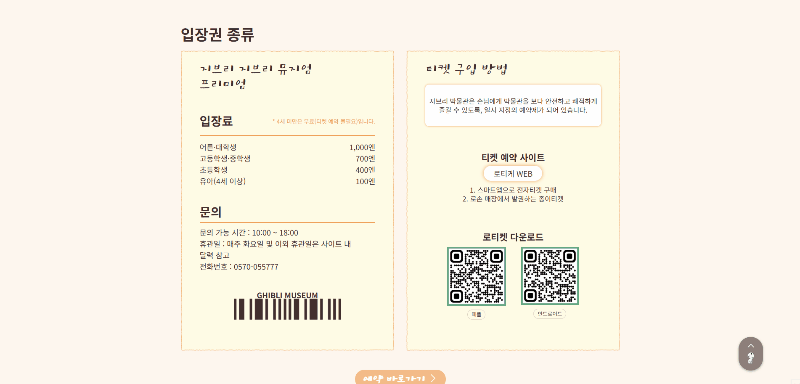 입장권 종류
지브리 지브리 뮤지엄
프리미엄
입장료
* 4세 미만은 무료(티켓 예약 불필요)입니다.
어른·대학생 1,000엔
고등학생·중학생 700엔
초등학생 400엔
유아(4세 이상) 100엔
문의
문의 가능 시간 : 10:00 ~ 18:00
휴관일 : 매주 화요일 및 이외 휴관일은 사이트 내
달력 참고
전화번호 : 0570-055777
GHIBLI MUSEUM
티켓 구입 방법
지브리 박물관은 손님에게 박물관을 보다 안전하고 쾌적하게
즐길 수 있도록, 일시 지정의 예약제가 되어 있습니다.
티켓 예약 사이트
로티케 WEB
1. 스마트앱으로 전자티켓 구매
2. 로손 매장에서 발권하는 종이티켓
로티켓 다운로드
애플
안드로이드
예약 바로가기